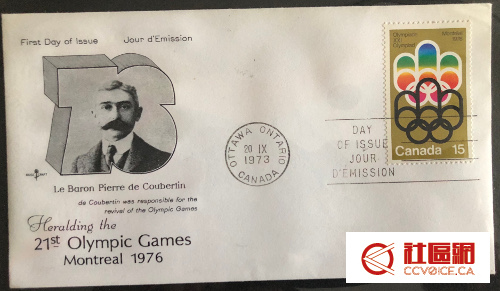 First Day of Issue    Jour d'Émission
Le Baron Pierre de Coubertin
de Coubertin was responsible for the
revival of the Olympic Games
Heralding the
21st Olympic Games
Montreal 1976
OTTAWA ONTARIO
20 IX
1973
CANADA
DAY
OF ISSUE
JOUR
D'ÉMISSION
Olympiade
XXI
Olympiad
Montréal
1976
Canada 15
社區網
CCVOICE.CA